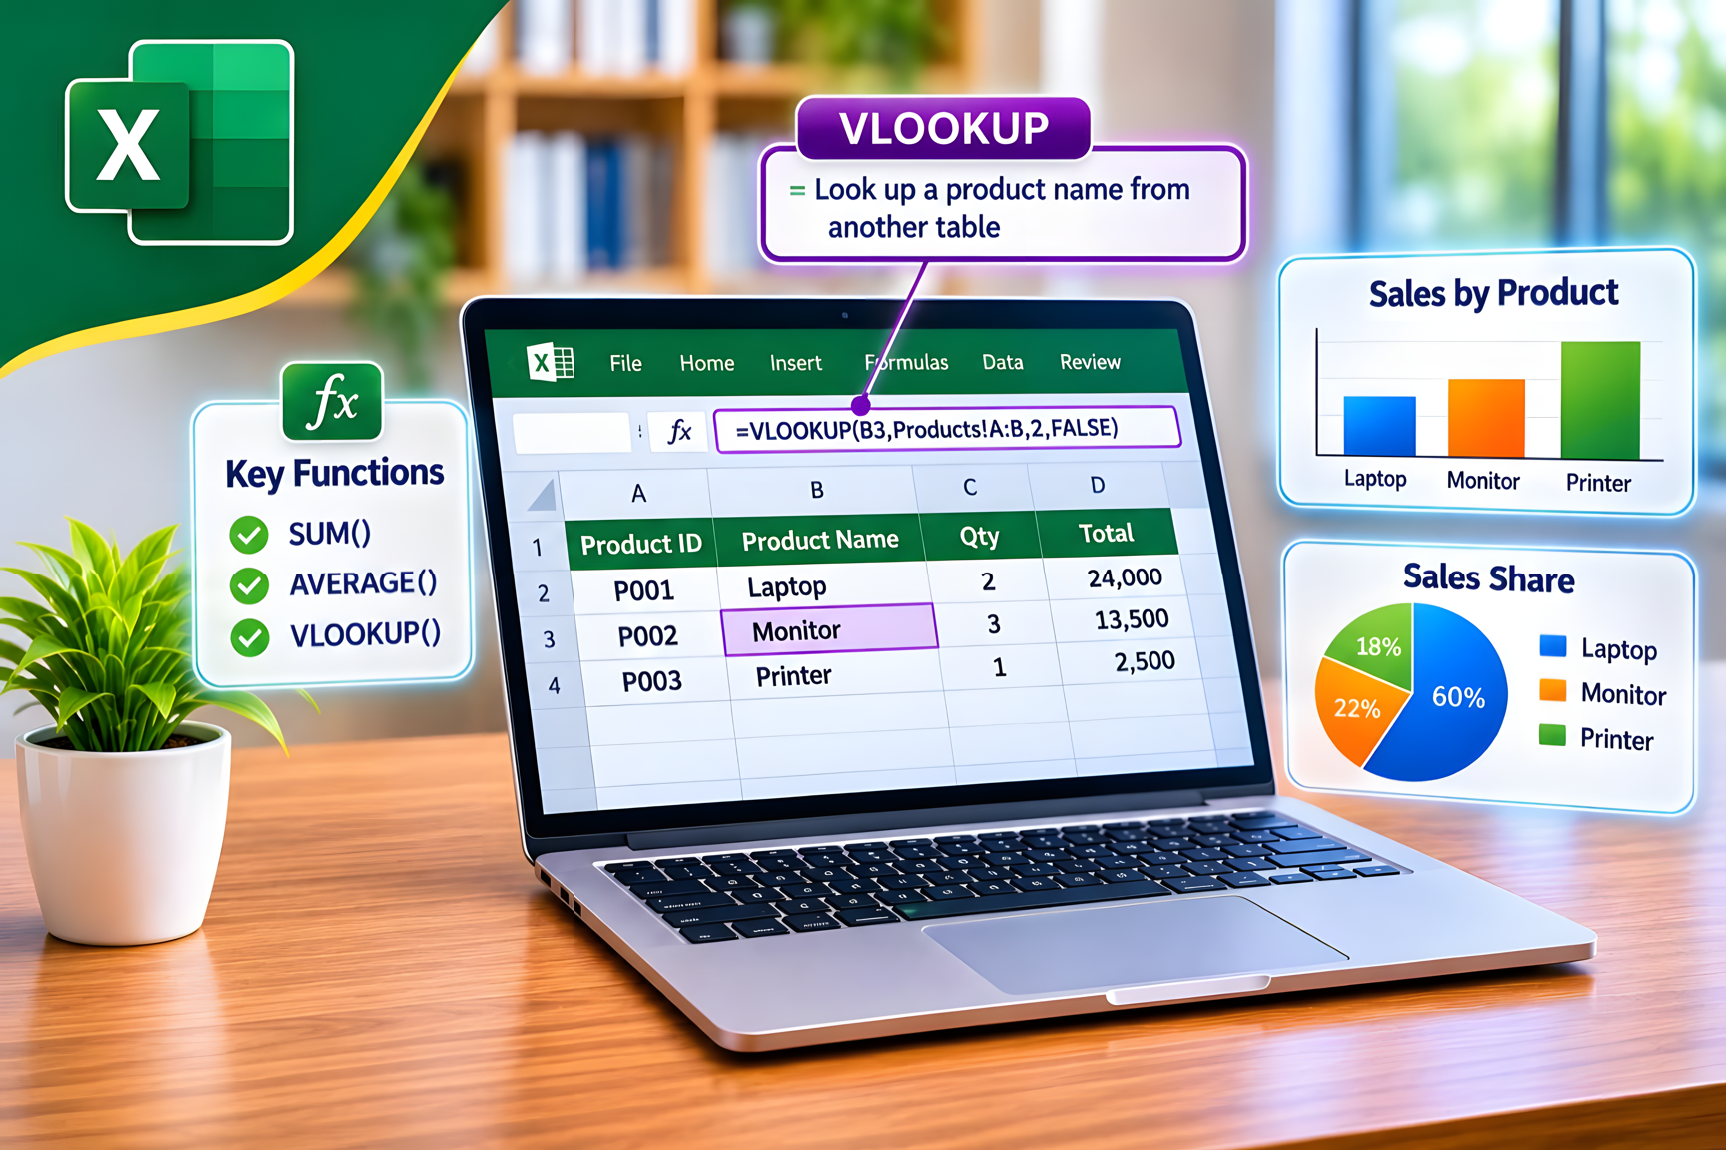 X
VLOOKUP
= Look up a product name from
another table
fx
Key Functions
SUM()
AVERAGE()
VLOOKUP()
X
File Home Insert Formulas Data Review
fx =VLOOKUP(B3,Products!A:B,2,FALSE)
A B C D
1 Product ID Product Name Qty Total
2 P001 Laptop 2 24,000
3 P002 Monitor 3 13,500
4 P003 Printer 1 2,500
Sales by Product
Laptop Monitor Printer
Sales Share
18%
22%
60%
Laptop
Monitor
Printer